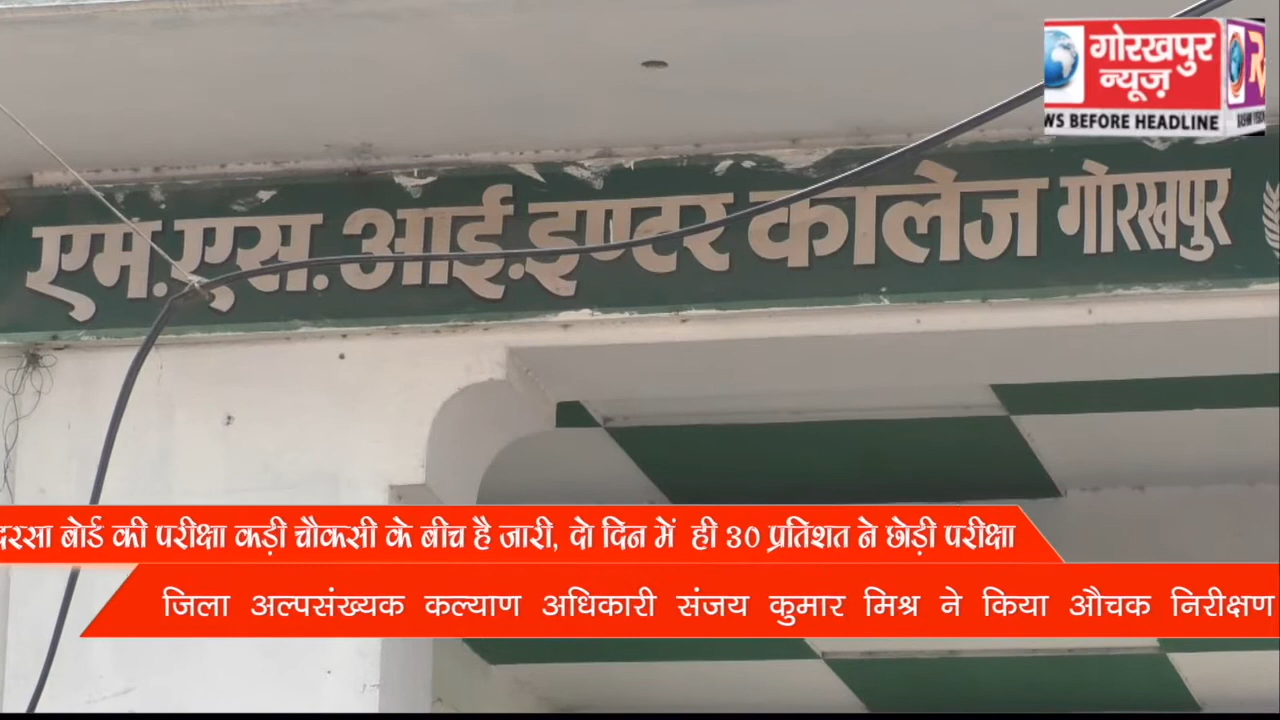 गोरखपुर
न्यूज़
WS BEFORE HEADLINE
एम.एस.आई.इण्टर कालेज गोरखपुर
दरसा बोर्ड की परीक्षा कड़ी चौकसी के बीच है जारी, दो दिन में ही 30 प्रतिशत ने छोड़ी परीक्षा
जिला अल्पसंख्यक कल्याण अधिकारी संजय कुमार मिश्र ने किया औचक निरीक्षण